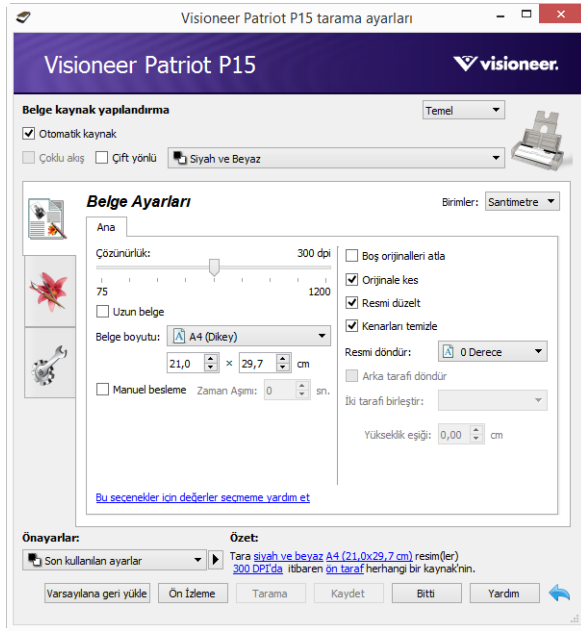 Visioneer Patriot P15 tarama ayarları
Visioneer Patriot P15
visioneer.
Belge kaynak yapılandırma
Temel
Otomatik kaynak
Çoklu akış
Çift yönlü
Siyah ve Beyaz
Belge Ayarları
Birimler: Santimetre
Ana
Çözünürlük: 300 dpi
75 1200
Uzun belge
Belge boyutu: A4 (Dikey)
21,0 × 29,7 cm
Manuel besleme Zaman Aşımı: 0 sn.
Boş orijinalleri atla
Orijinale kes
Resmi düzelt
Kenarları temizle
Resmi döndür: 0 Derece
Arka tarafı döndür
İki tarafı birleştir:
Yükseklik eşiği: 0,00 cm
Bu seçenekler için değerler seçmeme yardım et
Önayarlar:
Son kullanılan ayarlar
Özet:
Tara siyah ve beyaz A4 (21,0x29,7 cm) resim(ler)
300 DPI'da itibaren ön taraf herhangi bir kaynak'nin.
Varsayılana geri yükle Ön İzleme Tarama Kaydet Bitti Yardım